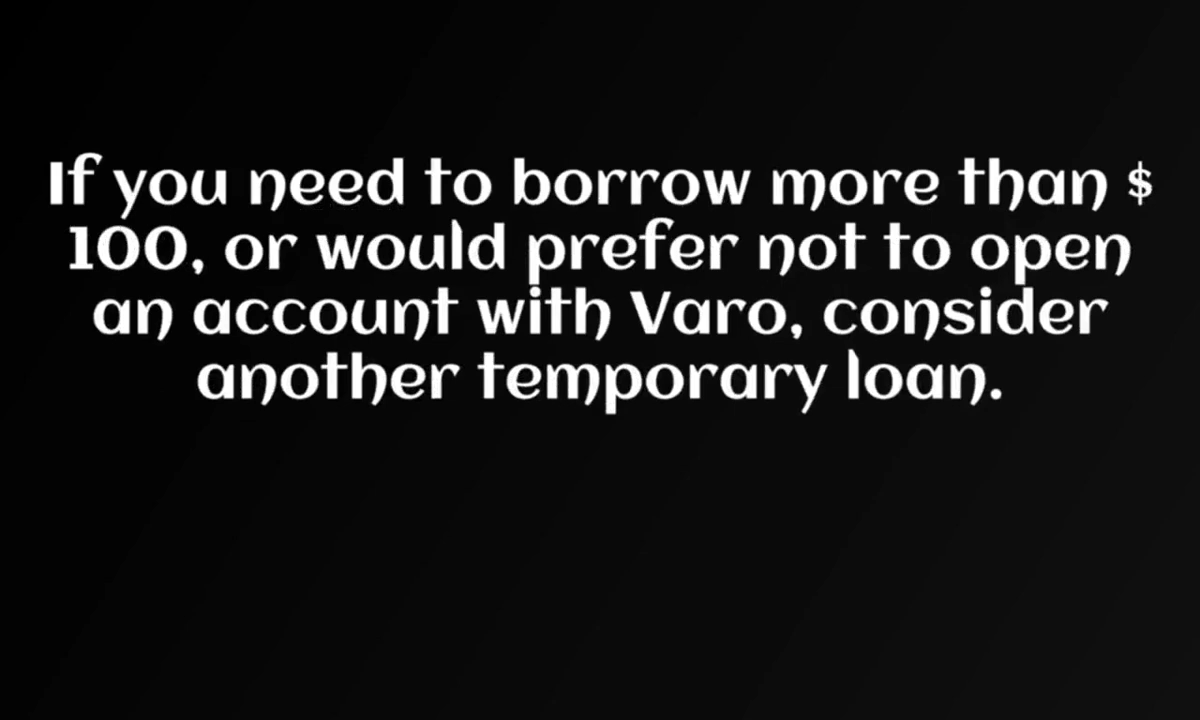 If you need to borrow more than $
100, or would prefer not to open
an account with Varo, consider
another temporary loan.